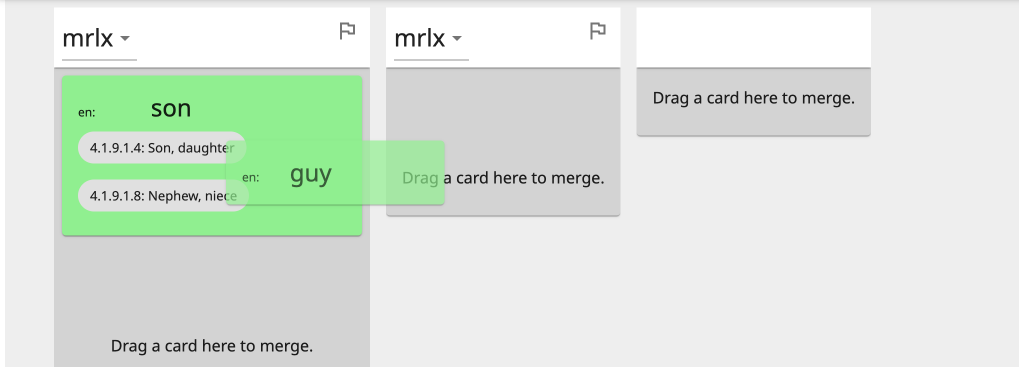 mrlx
mrlx
en: son
4.1.9.1.4: Son, daughter
4.1.9.1.8: Nephew, niece
en: guy
Drag a card here to merge.
Drag a card here to merge.
Drag a card here to merge.